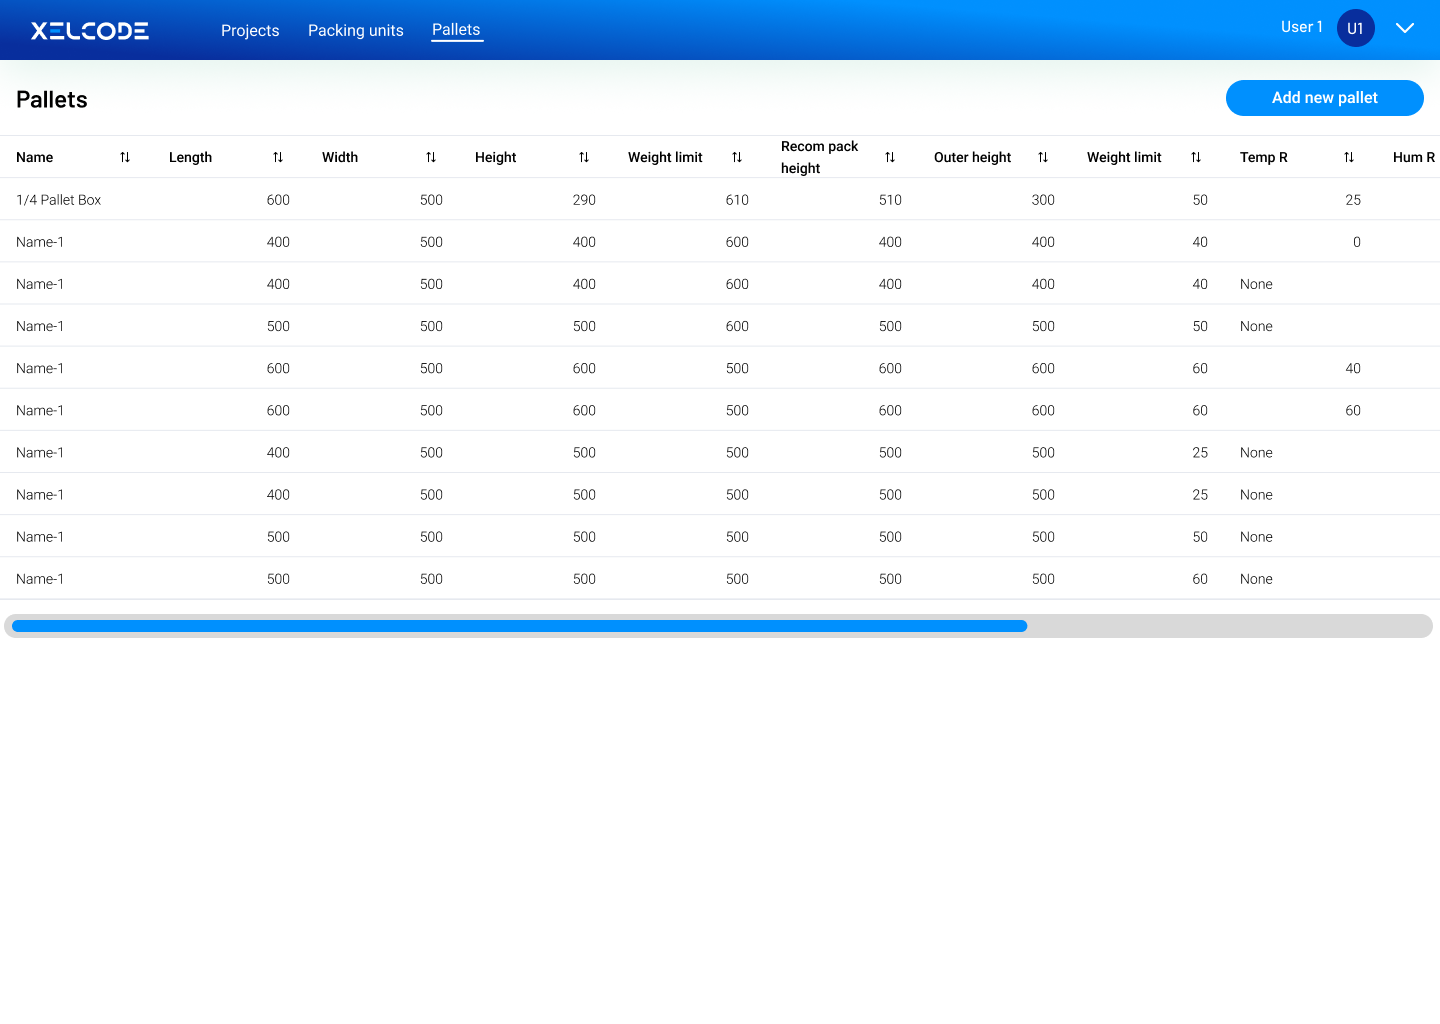 XELCODE Projects Packing units Pallets User 1 U1
Pallets Add new pallet
Name Length Width Height Weight limit Recom pack height Outer height Weight limit Temp R Hum R
1/4 Pallet Box 600 500 290 610 510 300 50 25
Name-1 400 500 400 600 400 400 40 0
Name-1 400 500 400 600 400 400 40 None
Name-1 500 500 500 600 500 500 50 None
Name-1 600 500 600 500 600 600 60 40
Name-1 600 500 600 500 600 600 60 60
Name-1 400 500 500 500 500 500 25 None
Name-1 400 500 500 500 500 500 25 None
Name-1 500 500 500 500 500 500 50 None
Name-1 500 500 500 500 500 500 60 None